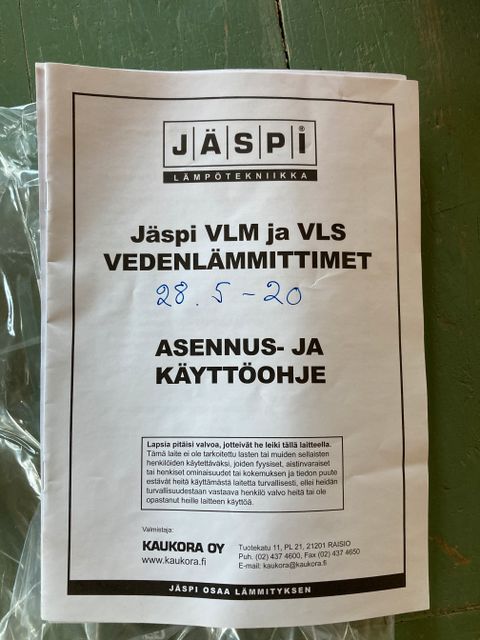 JÄSPI®
LÄMPÖTEKNIIKKA
Jäspi VLM ja VLS
VEDENLÄMMITTIMET
28.5-20
ASENNUS- JA
KÄYTTÖOHJE
Lapsia pitäisi valvoa, jotteivät he leiki tällä laitteella.
Tämä laite ei ole tarkoitettu lasten tai muiden sellaisten
henkilöiden käytettäväksi, joiden fyysiset, aistinvaraiset
tai henkiset ominaisuudet tai kokemuksen ja tiedon puute
estävät heitä käyttämästä laitetta turvallisesti, ellei heidän
turvallisuudestaan vastaava henkilö valvo heitä tai ole
opastanut heille laitteen käyttöä.
Valmistaja:
KAUKORA OY
www.kaukora.fi
Tuotekatu 11, PL 21, 21201 RAISIO
Puh. (02) 437 4600, Fax (02) 437 4650
E-mail: kaukora@kaukora.fi
JÄSPI OSAA LÄMMITYKSEN